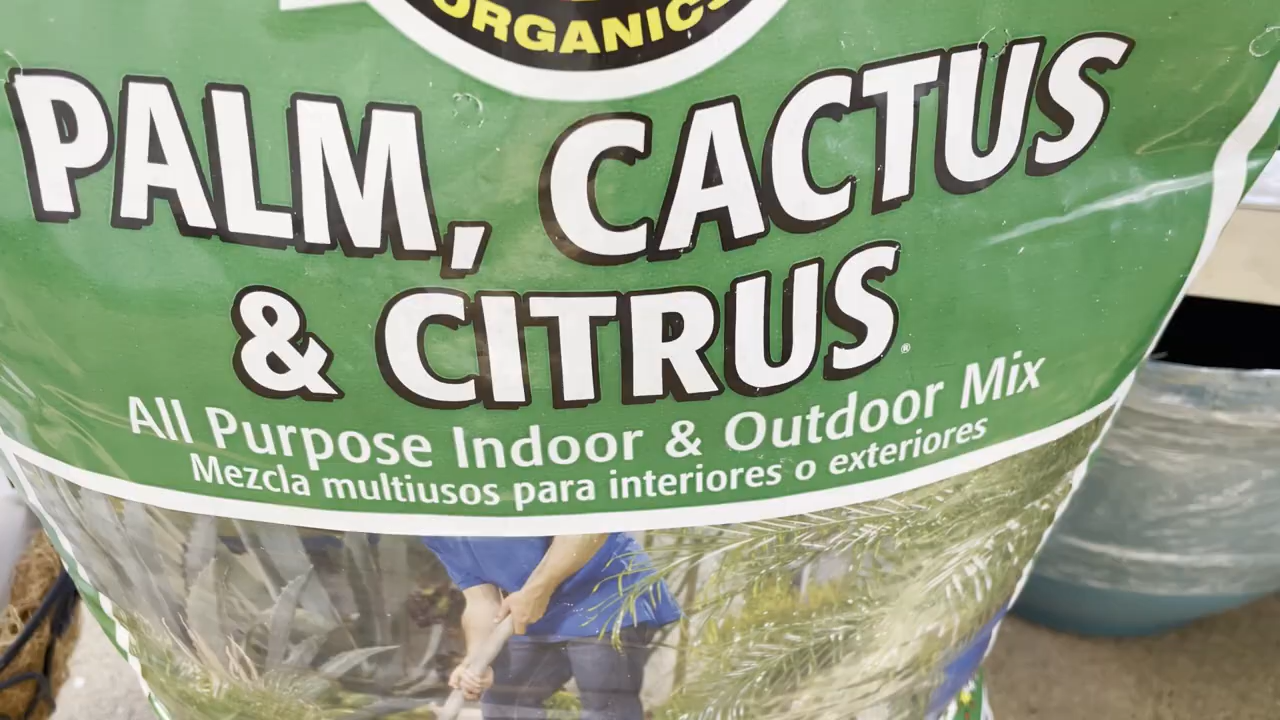 ORGANICS
PALM, CACTUS
& CITRUS®
All Purpose Indoor & Outdoor Mix
Mezcla multiusos para interiores o exteriores